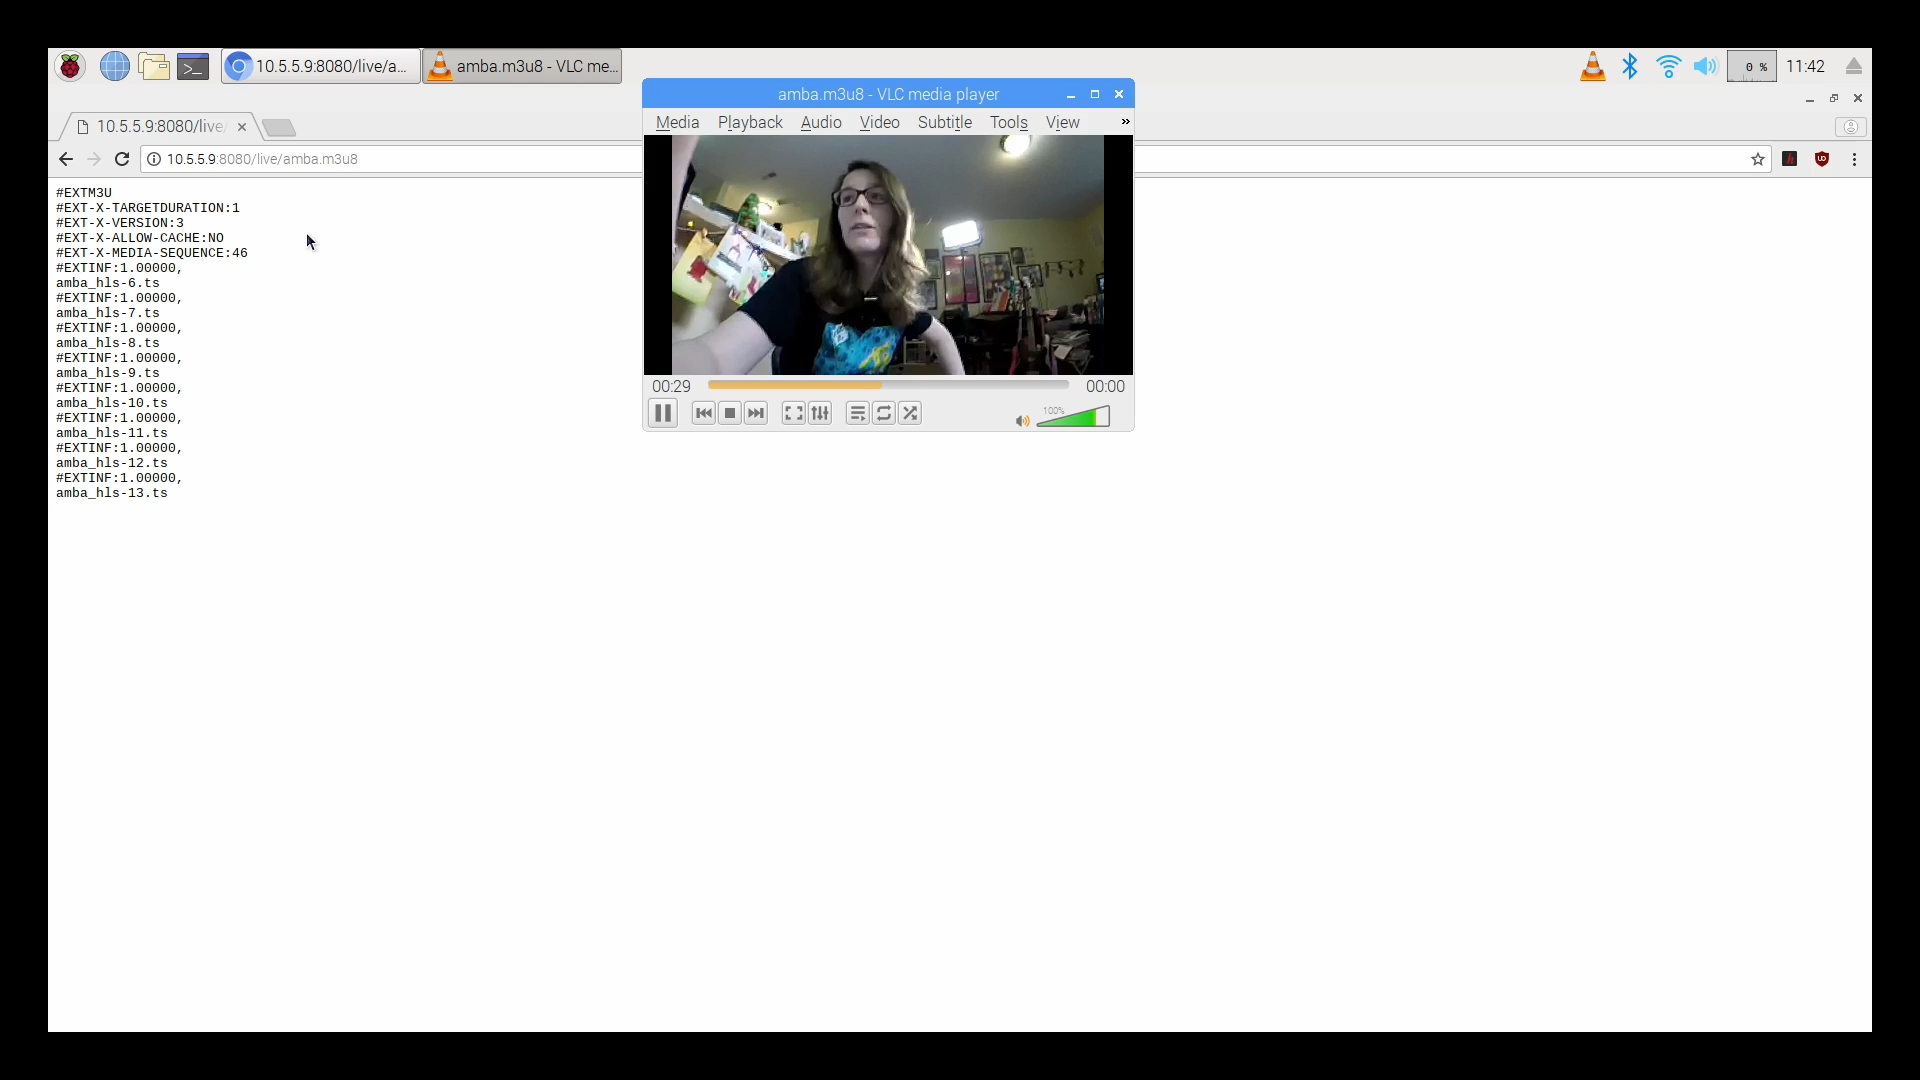 10.5.5.9:8080/live/a...
amba.m3u8 - VLC me...
0 %
11:42
amba.m3u8 - VLC media player
10.5.5.9:8080/live/
Media Playback Audio Video Subtitle Tools View »
10.5.5.9:8080/live/amba.m3u8
#EXTM3U
#EXT-X-TARGETDURATION:1
#EXT-X-VERSION:3
#EXT-X-ALLOW-CACHE:NO
#EXT-X-MEDIA-SEQUENCE:46
#EXTINF:1.00000,
amba_hls-6.ts
#EXTINF:1.00000,
amba_hls-7.ts
#EXTINF:1.00000,
amba_hls-8.ts
#EXTINF:1.00000,
amba_hls-9.ts
#EXTINF:1.00000,
amba_hls-10.ts
#EXTINF:1.00000,
amba_hls-11.ts
#EXTINF:1.00000,
amba_hls-12.ts
#EXTINF:1.00000,
amba_hls-13.ts
00:29
00:00
100%